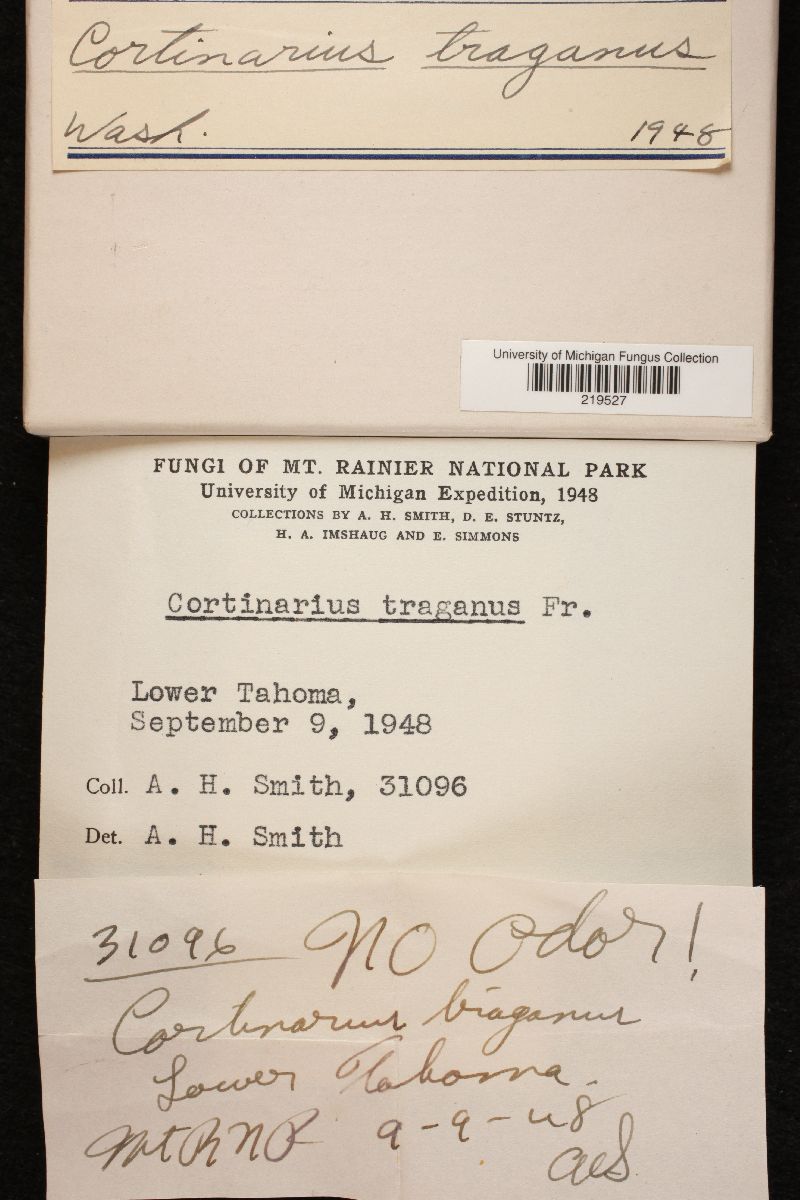 Cortinarius traganus
Wash. 1948
University of Michigan Fungus Collection
219527
FUNGI OF MT. RAINIER NATIONAL PARK
University of Michigan Expedition, 1948
COLLECTIONS BY A. H. SMITH, D. E. STUNTZ,
H. A. IMSHAUG AND E. SIMMONS
Cortinarius traganus Fr.
Lower Tahoma,
September 9, 1948
Coll. A. H. Smith, 31096
Det. A. H. Smith
31096 No Odor!
Cortinarius traganus
Lower Tahoma.
Mt R N P 9-9-48
AHS